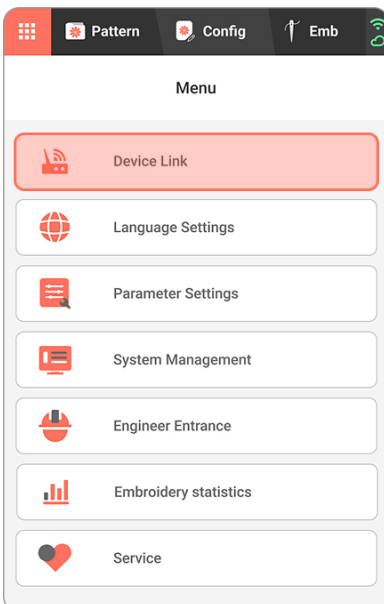 Pattern Config Emb
Menu
Device Link
Language Settings
Parameter Settings
System Management
Engineer Entrance
Embroidery statistics
Service